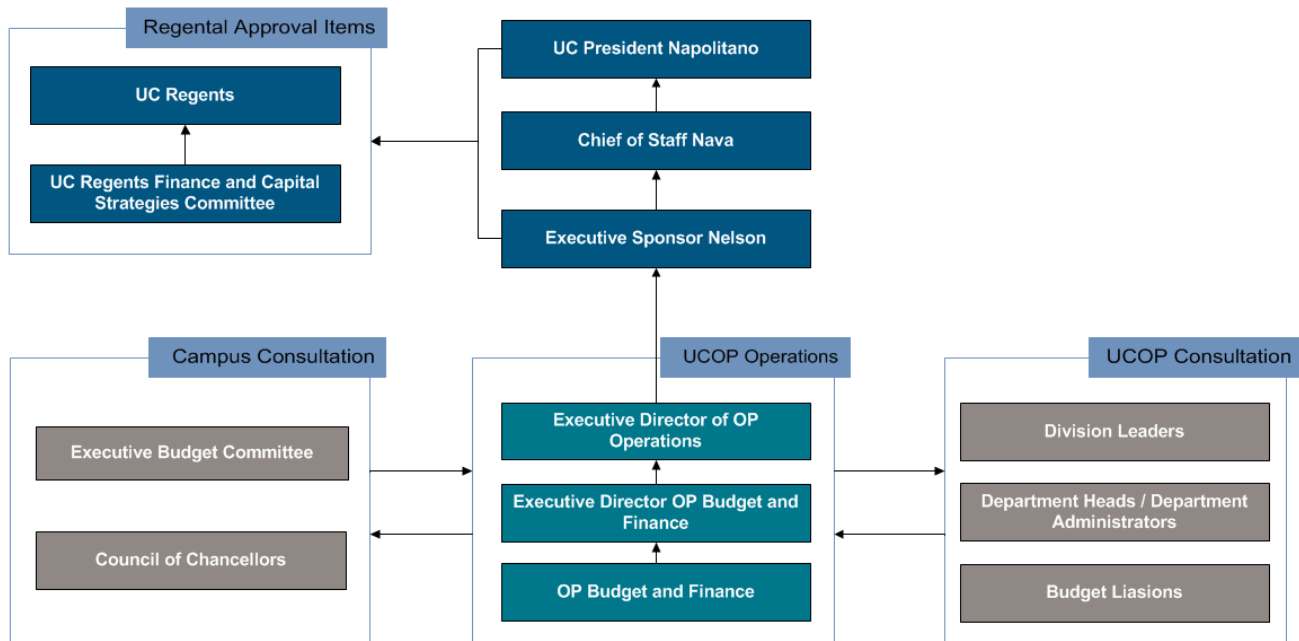 Regental Approval Items
UC Regents
UC Regents Finance and Capital
Strategies Committee
UC President Napolitano
Chief of Staff Nava
Executive Sponsor Nelson
Campus Consultation
Executive Budget Committee
Council of Chancellors
UCOP Operations
Executive Director of OP
Operations
Executive Director OP Budget and
Finance
OP Budget and Finance
UCOP Consultation
Division Leaders
Department Heads / Department
Administrators
Budget Liasions